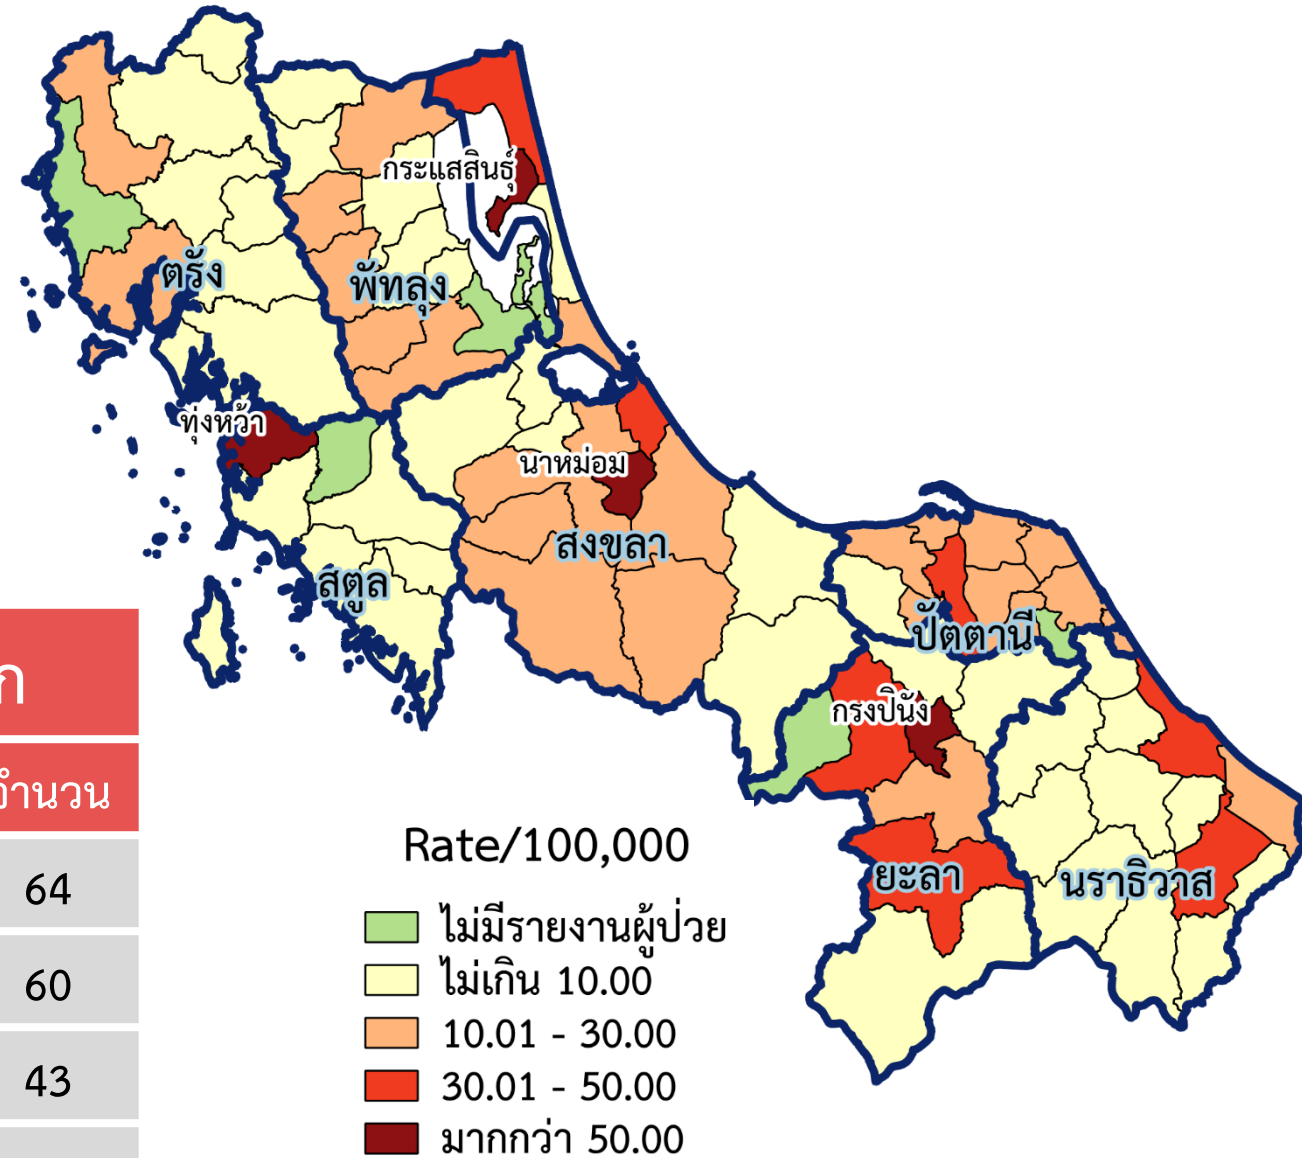 กระแสสินธุ์
ตรัง
พัทลุง
ทุ่งหว้า
นาหม่อม
สงขลา
สตูล
ปัตตานี
กรงปินัง
ยะลา
นราธิวาส
ก
จำนวน
64
60
43
Rate/100,000
ไม่มีรายงานผู้ป่วย
ไม่เกิน 10.00
10.01 - 30.00
30.01 - 50.00
มากกว่า 50.00